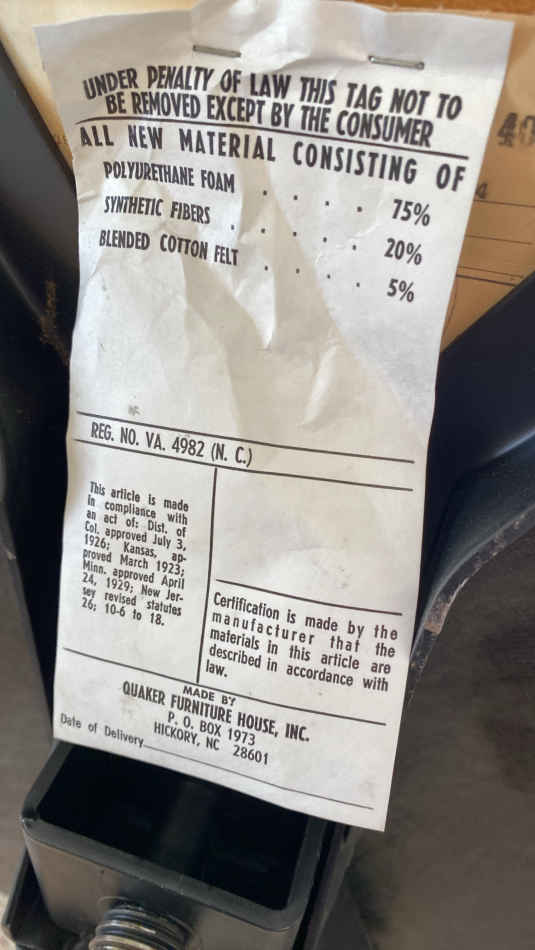 UNDER PENALTY OF LAW THIS TAG NOT TO
BE REMOVED EXCEPT BY THE CONSUMER
ALL NEW MATERIAL CONSISTING OF
POLYURETHANE FOAM . . . . 75%
SYNTHETIC FIBERS . . . . . 20%
BLENDED COTTON FELT . . . . 5%
REG. NO. VA. 4982 (N. C.)
This article is made
in compliance with
an act of: Dist. of
Col. approved July 3,
1926; Kansas, ap-
proved March 1923;
Minn. approved April
24, 1929; New Jer-
sey revised statutes
26; 10-6 to 18.
Certification is made by the
manufacturer that the
materials in this article are
described in accordance with
law.
MADE BY
QUAKER FURNITURE HOUSE, INC.
P. O. BOX 1973
HICKORY, NC 28601
Date of Delivery
40
4